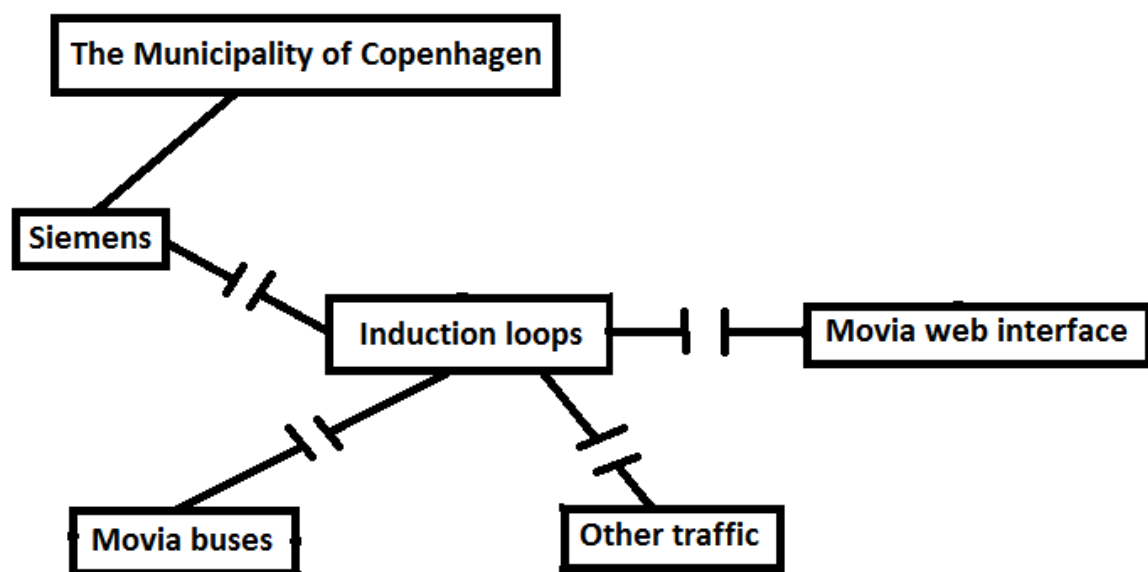 The Municipality of Copenhagen
Siemens
Induction loops
Movia web interface
Movia buses
Other traffic